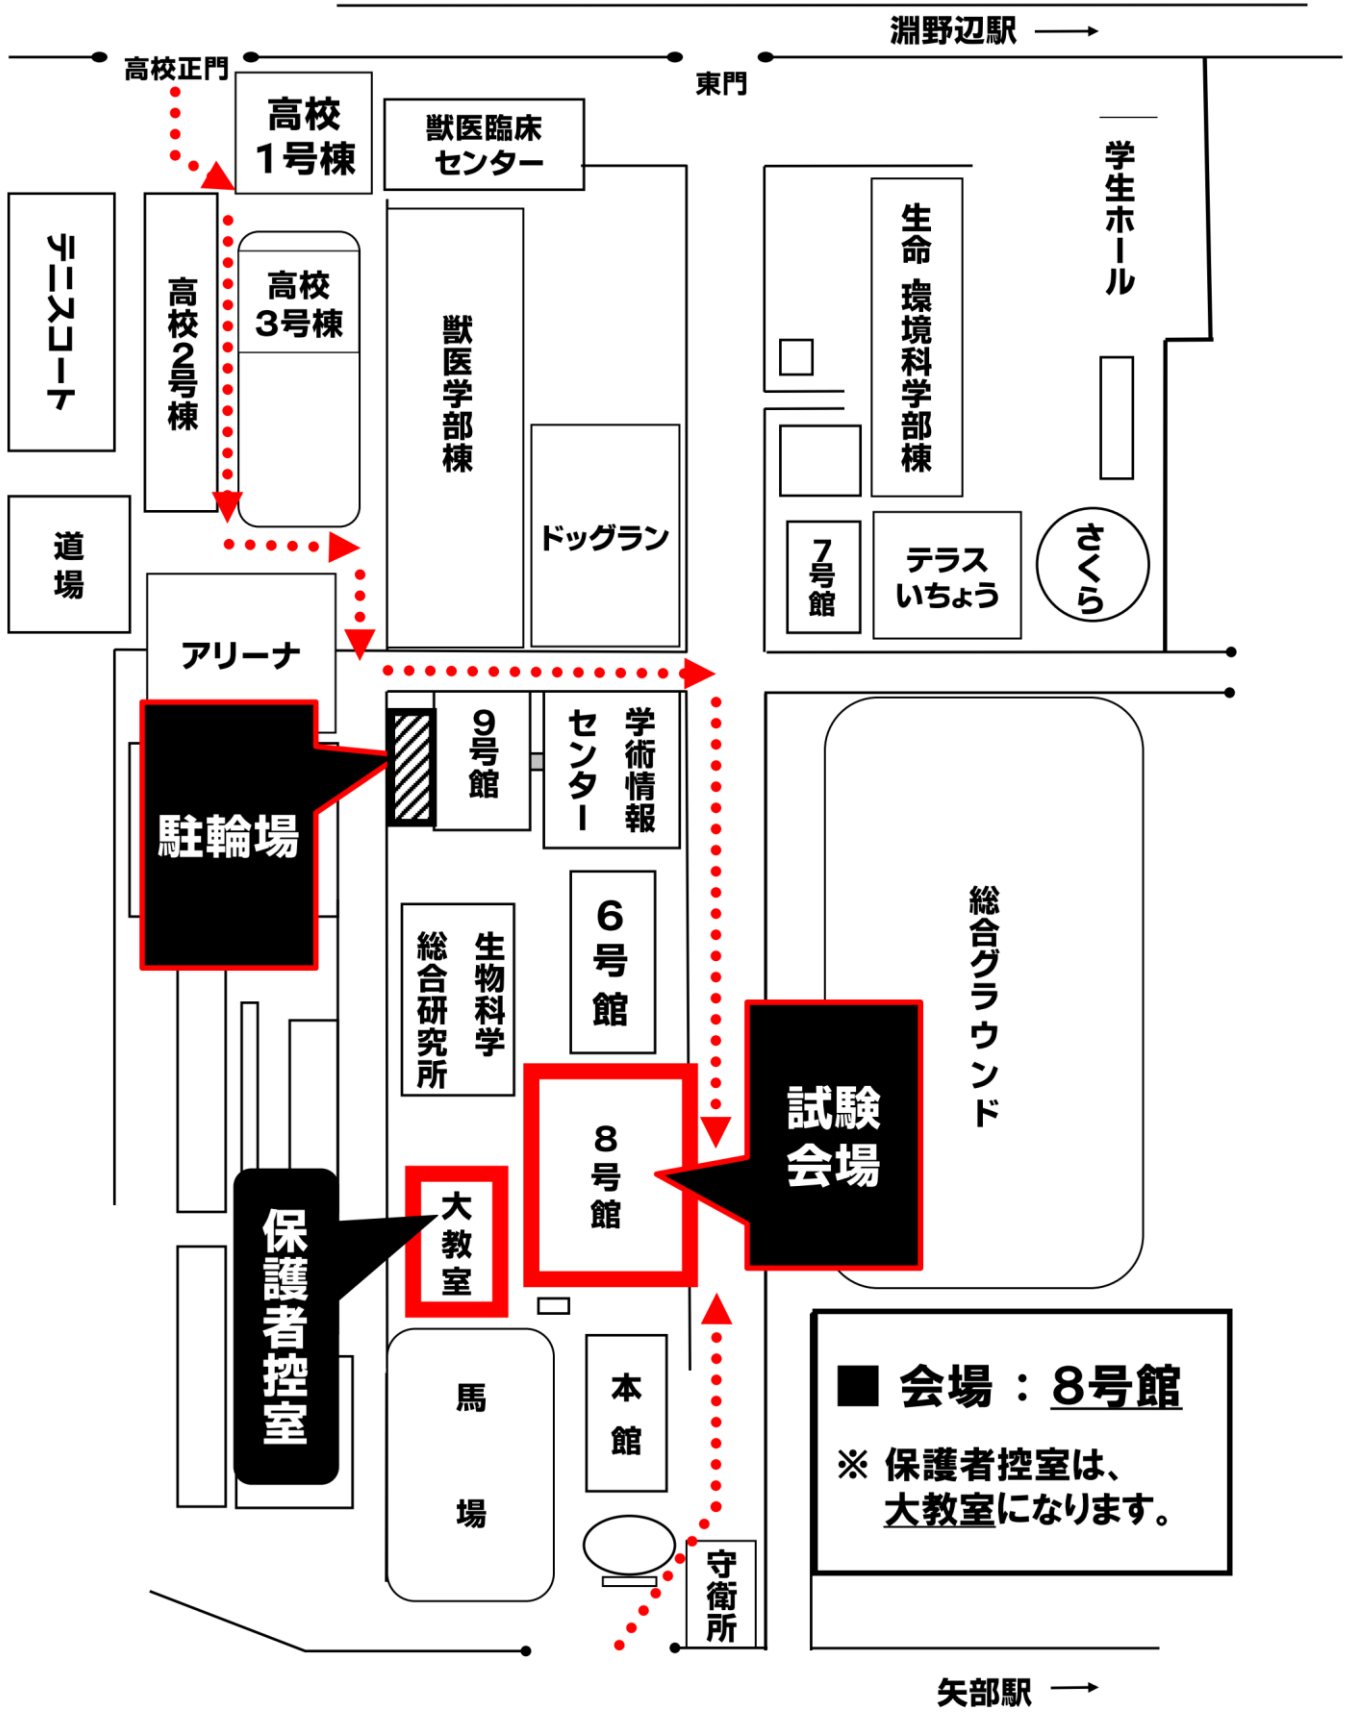 淵野辺駅 →
高校正門
東門
高校
1号棟
獣医臨床
センター
学生ホール
テニスコート
高校2号棟
高校
3号棟
獣医学部棟
生命 環境科学部棟
道場
ドッグラン
7号館
テラス
いちょう
さくら
アリーナ
駐輪場
9号館
学術情報
センター
6号館
生物科学
総合研究所
総合グラウンド
8号館
試験
会場
大教室
保護者控室
馬場
本館
■ 会場：8号館
※ 保護者控室は、
大教室になります。
守衛所
矢部駅 →